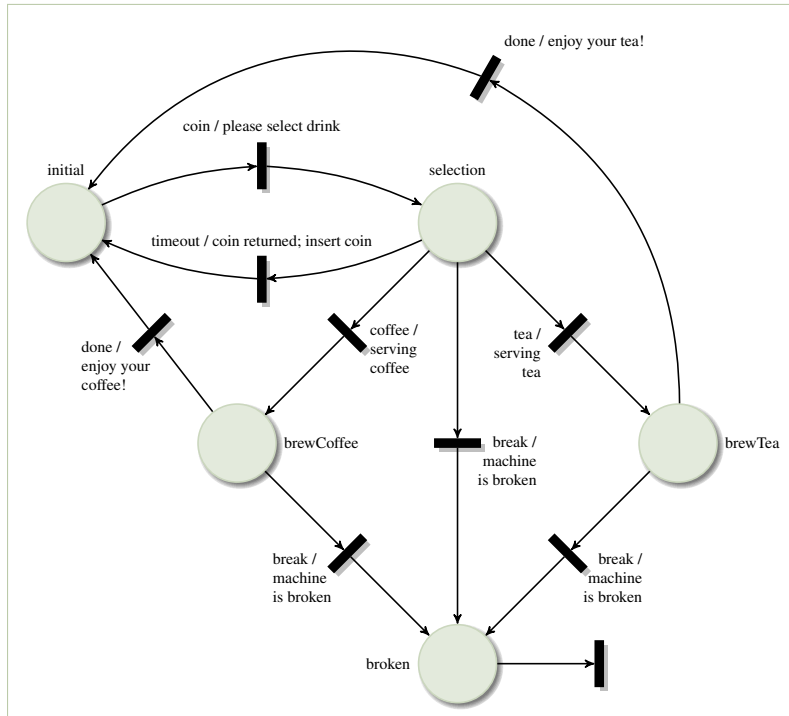 done / enjoy your tea!
coin / please select drink
initial
selection
timeout / coin returned; insert coin
done /
enjoy your
coffee!
coffee /
serving
coffee
tea /
serving
tea
brewCoffee
break /
machine
is broken
brewTea
break /
machine
is broken
break /
machine
is broken
broken